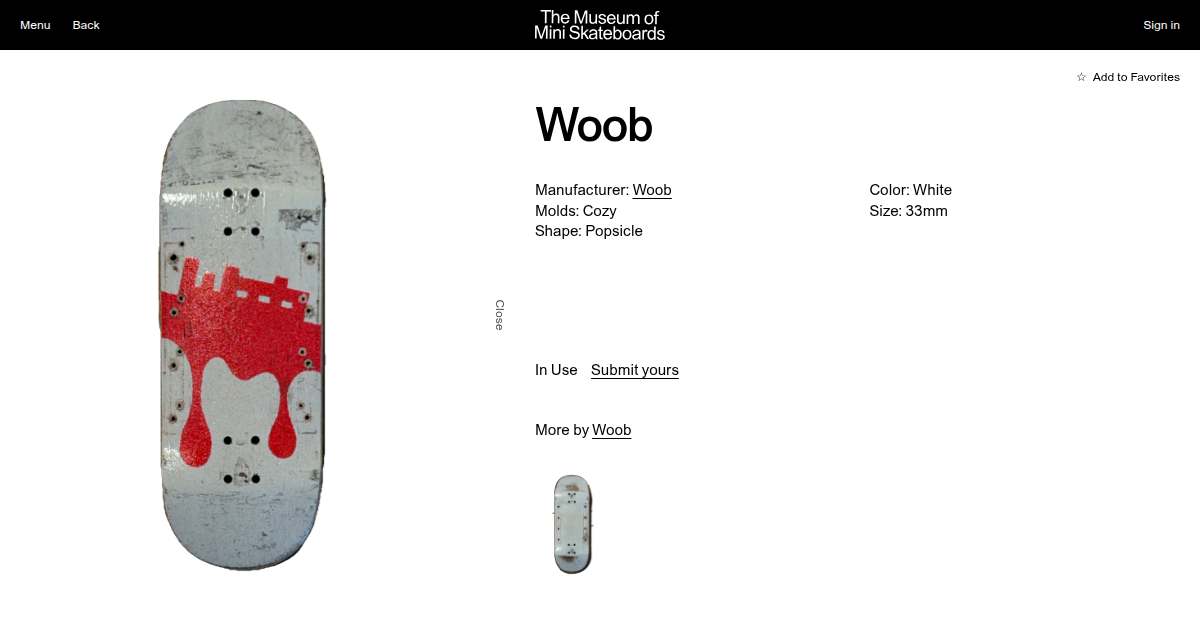 Menu
Back
The Museum of
Mini Skateboards
Sign in
☆ Add to Favorites
Woob
Manufacturer: Woob
Molds: Cozy
Shape: Popsicle
Color: White
Size: 33mm
Close
In Use Submit yours
More by Woob